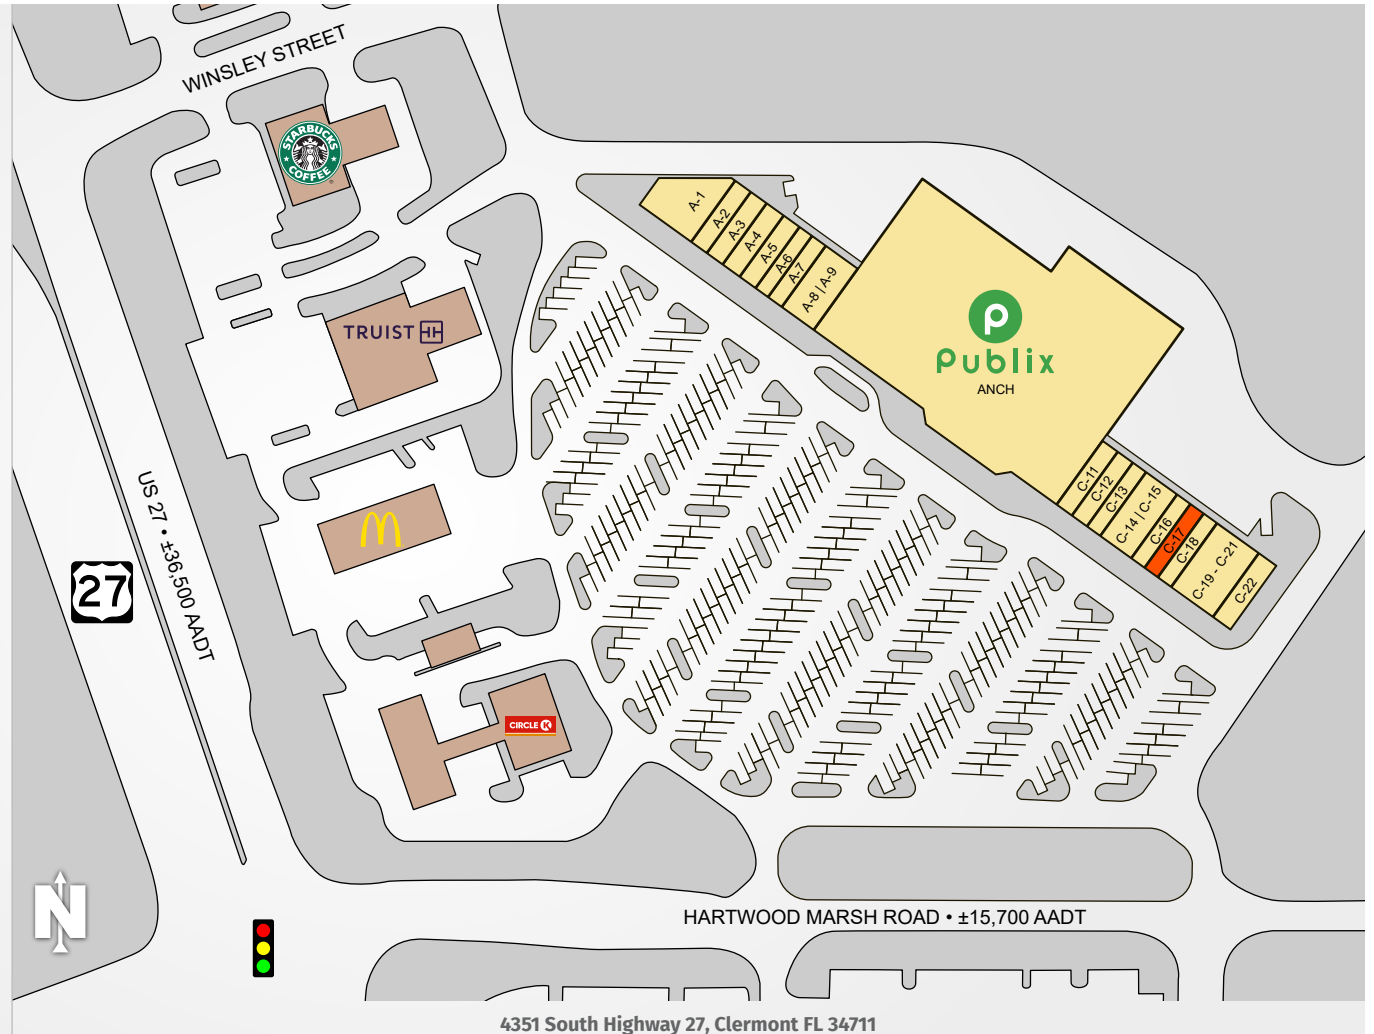 WINSLEY STREET
STARBUCKS
COFFEE
A-1
A-2
A-3
A-4
A-5
A-6
A-7
A-8 | A-9
Publix
ANCH
TRUIST
C-11
C-12
C-13
C-14 | C-15
C-16
C-17
C-18
C-19 - C-21
C-22
US 27 • ±36,500 AADT
27
CIRCLE K
N
HARTWOOD MARSH ROAD • ±15,700 AADT
4351 South Highway 27, Clermont FL 34711